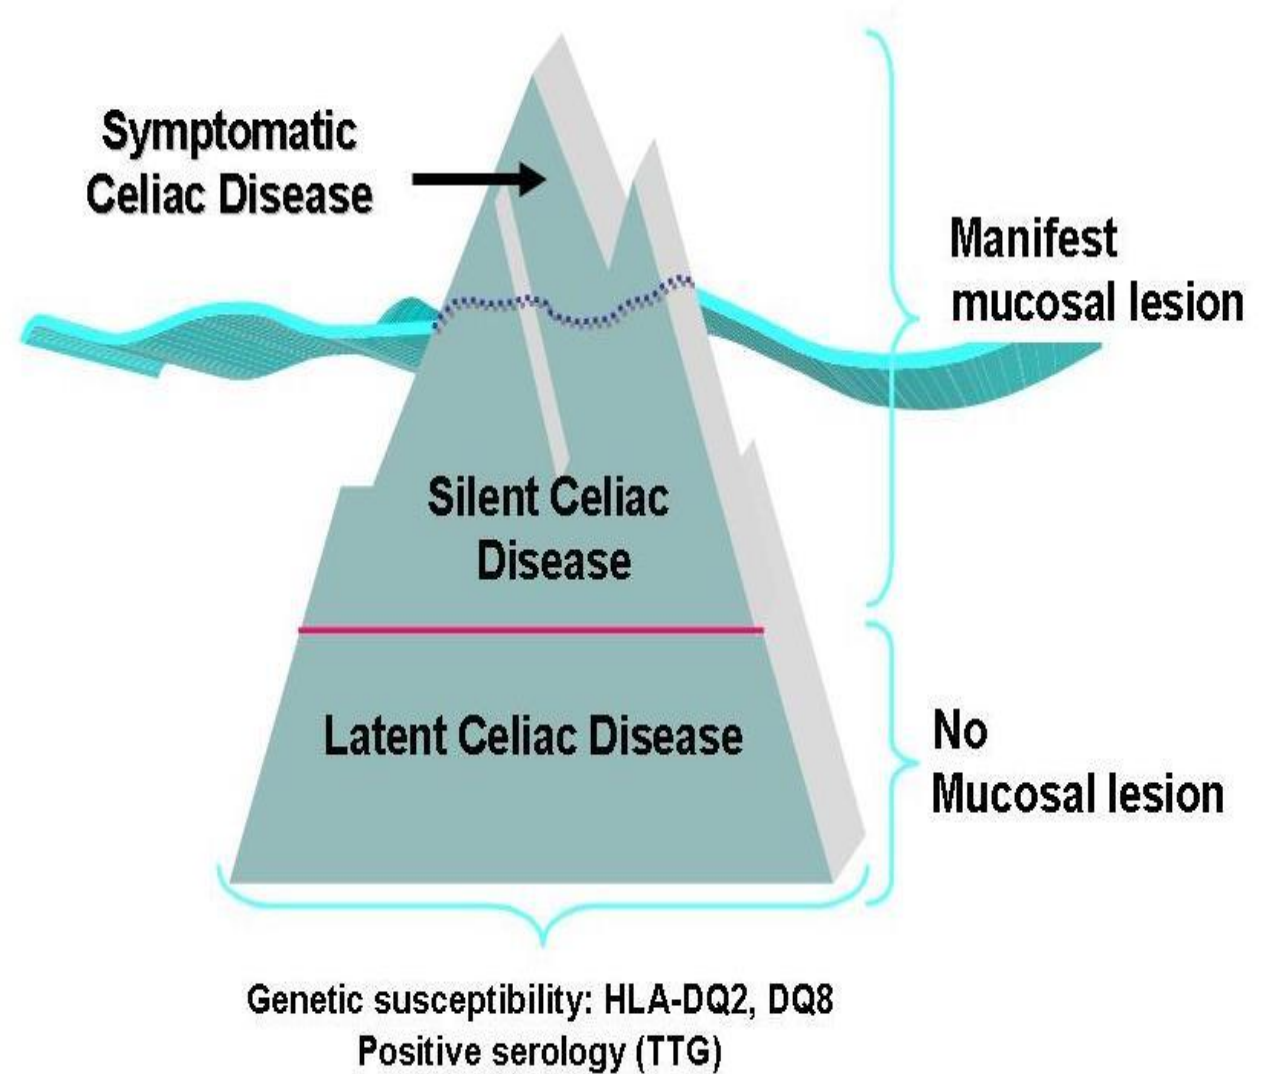 Symptomatic
Celiac Disease
Manifest
mucosal lesion
Silent Celiac
Disease
Latent Celiac Disease
No
Mucosal lesion
Genetic susceptibility: HLA-DQ2, DQ8
Positive serology (TTG)